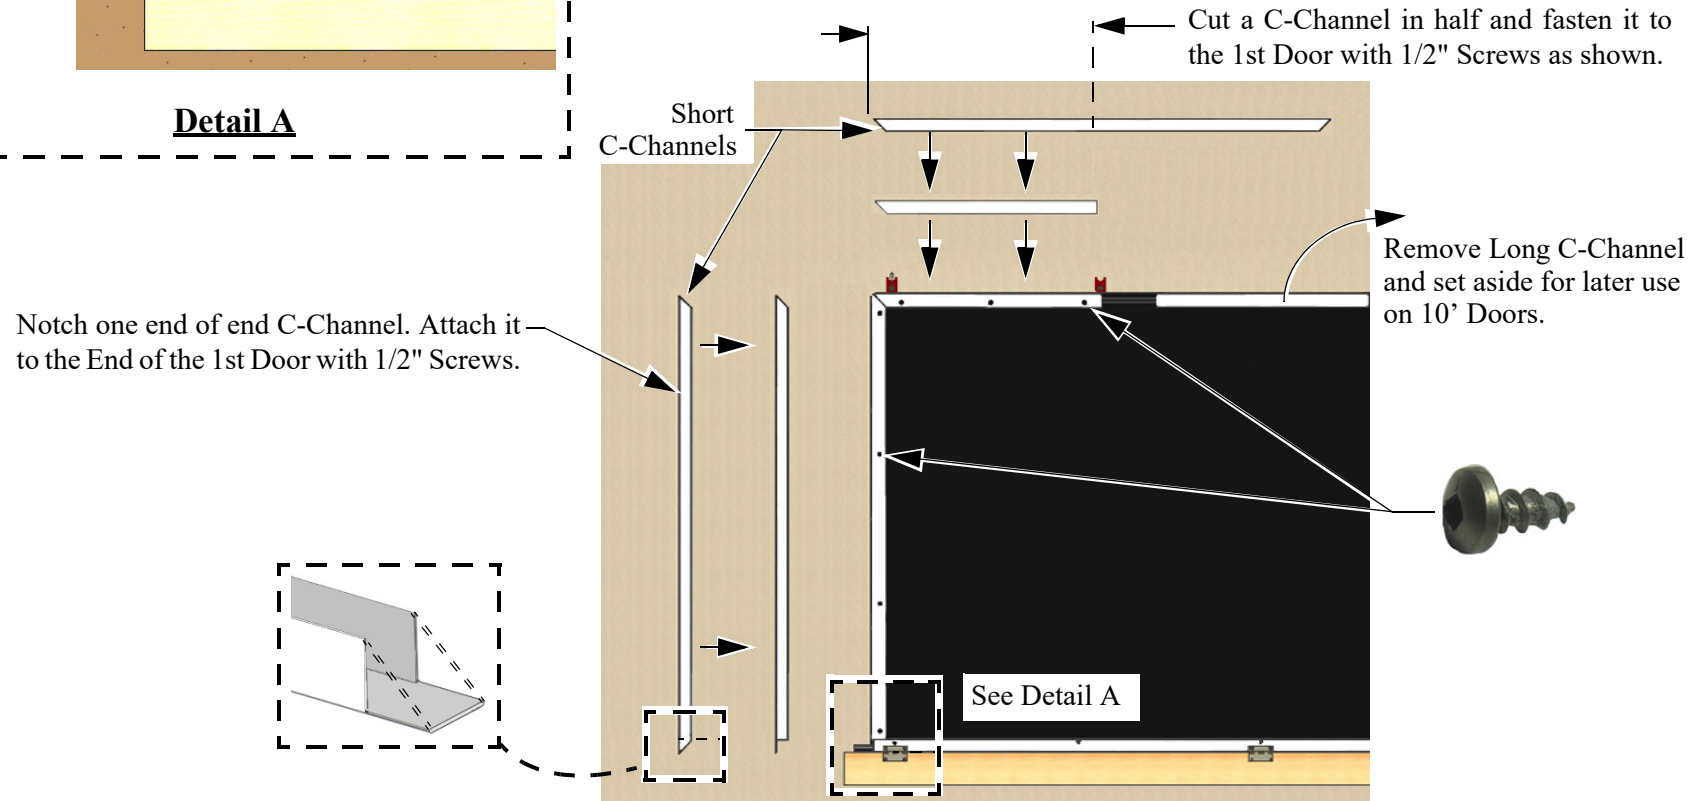 Cut a C-Channel in half and fasten it to
the 1st Door with 1/2" Screws as shown.
Detail A
Short
C-Channels
Remove Long C-Channel
and set aside for later use
on 10’ Doors.
Notch one end of end C-Channel. Attach it
to the End of the 1st Door with 1/2" Screws.
See Detail A